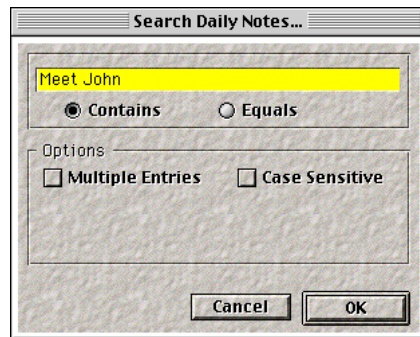 Search Daily Notes...
Meet John
Contains Equals
Options
Multiple Entries Case Sensitive
Cancel OK